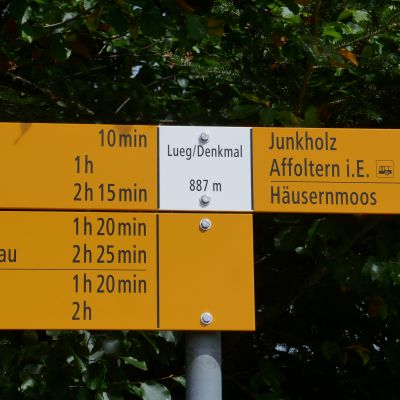 10 min
1 h
2 h 15 min
Lueg/Denkmal
887 m
Junkholz
Affoltern i.E.
Häusernmoos
1 h 20 min
au 2 h 25 min
1 h 20 min
2 h